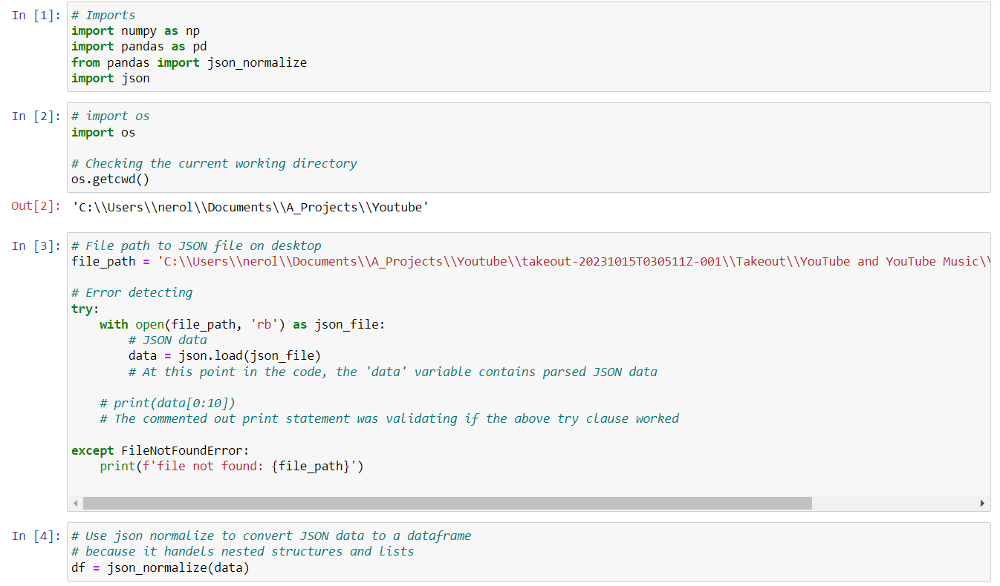 In [1]: # Imports
import numpy as np
import pandas as pd
from pandas import json_normalize
import json
In [2]: # import os
import os
# Checking the current working directory
os.getcwd()
Out[2]: 'C:\\Users\\nerol\\Documents\\A_Projects\\Youtube'
In [3]: # File path to JSON file on desktop
file_path = 'C:\\Users\\nerol\\Documents\\A_Projects\\Youtube\\takeout-20231015T030511Z-001\\Takeout\\YouTube and YouTube Music\\
# Error detecting
try:
    with open(file_path, 'rb') as json_file:
        # JSON data
        data = json.load(json_file)
        # At this point in the code, the 'data' variable contains parsed JSON data
    # print(data[0:10])
    # The commented out print statement was validating if the above try clause worked
except FileNotFoundError:
    print(f'file not found: {file_path}')
In [4]: # Use json normalize to convert JSON data to a dataframe
# because it handels nested structures and lists
df = json_normalize(data)